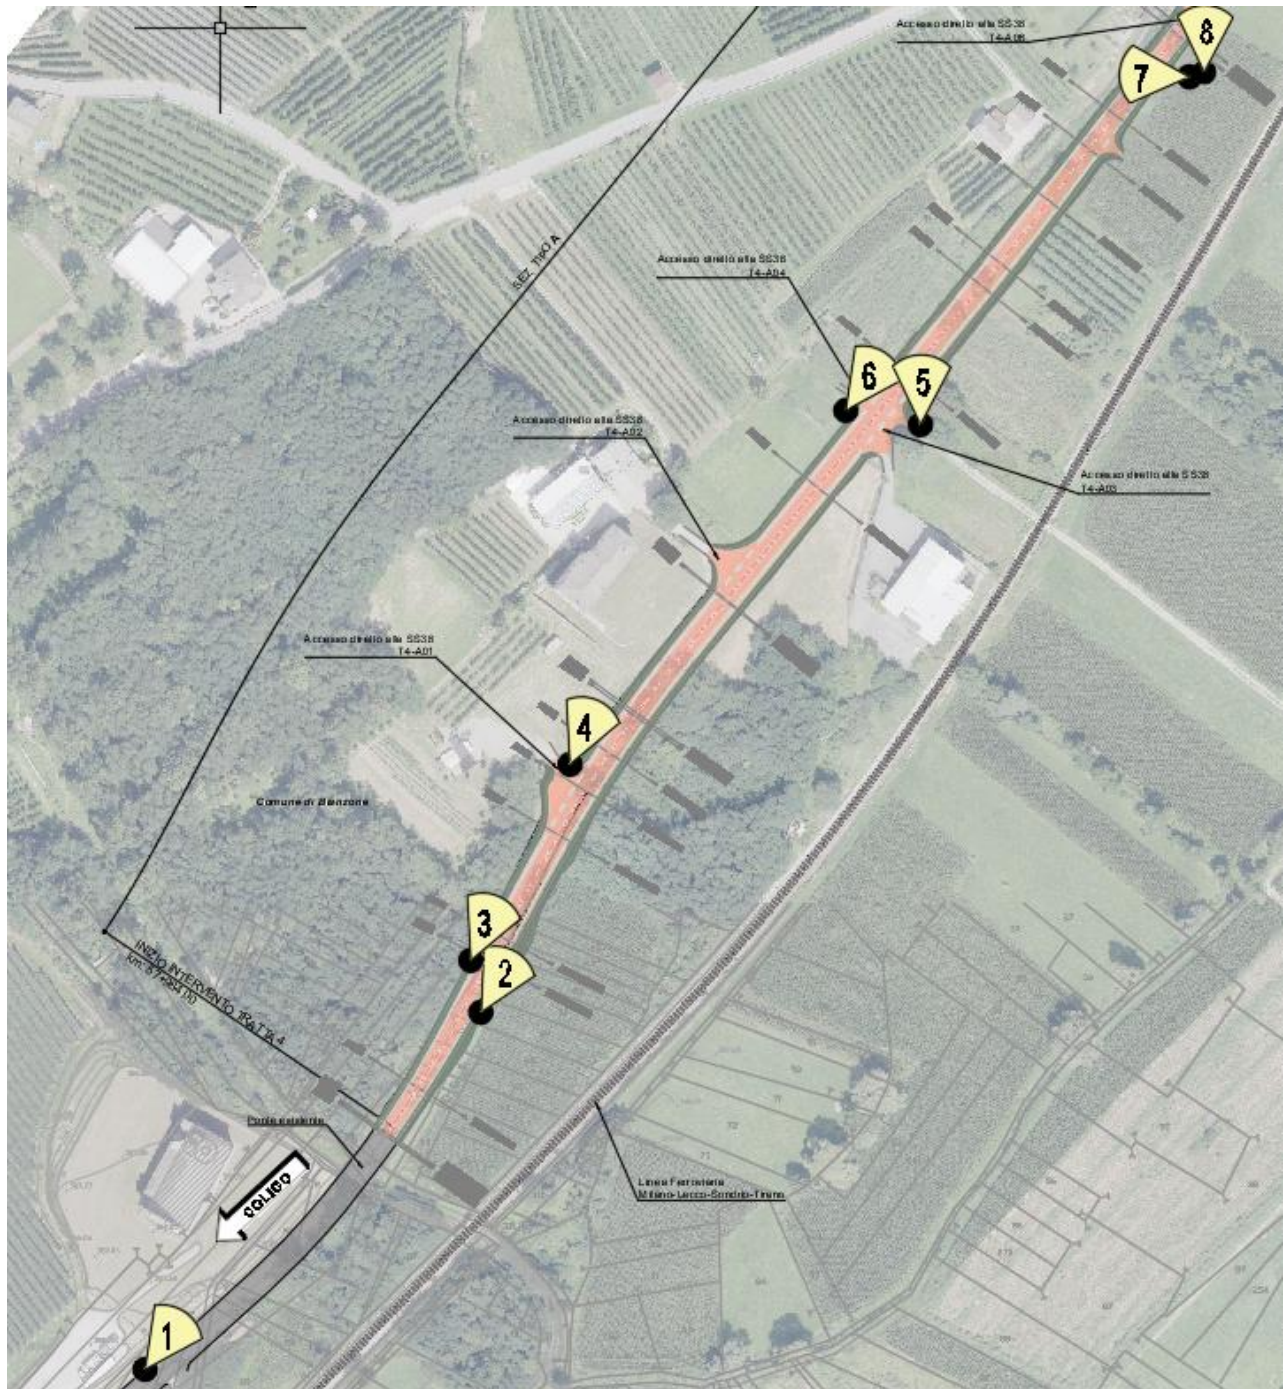 Accesso diretto alla SS38
T4-A06
8
7
SEZ. TIPO A
Accesso diretto alla SS38
T4-A04
6
5
Accesso diretto alla SS38
T4-A02
Accesso diretto alla SS38
T4-A03
Accesso diretto alla SS38
T4-A01
4
Comune di Bianzone
3
2
INIZIO INTERVENTO TRATTA 4
Ponte esistente
COLICO
Linea Ferroviaria
Milano-Lecco-Sondrio-Tirano
1